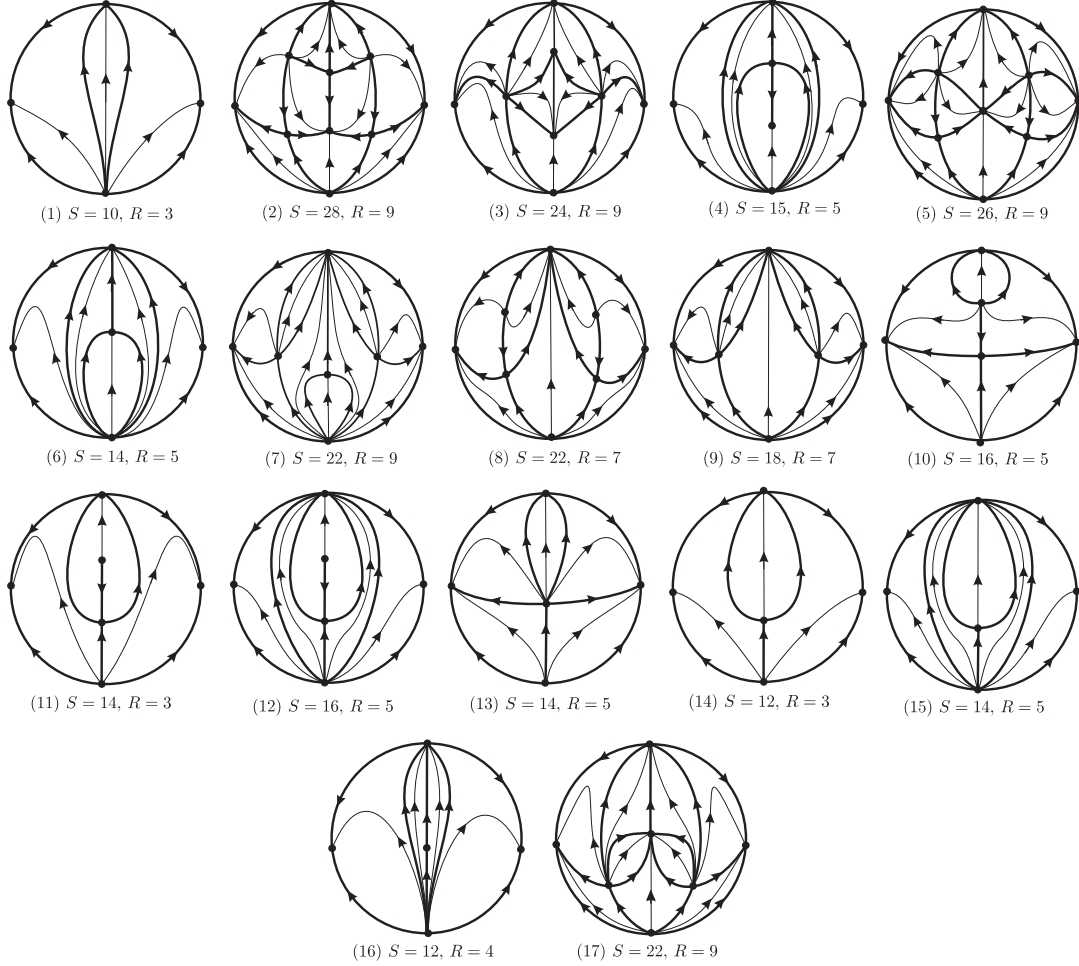 (1) S = 10, R = 3
(2) S = 28, R = 9
(3) S = 24, R = 9
(4) S = 15, R = 5
(5) S = 26, R = 9
(6) S = 14, R = 5
(7) S = 22, R = 9
(8) S = 22, R = 7
(9) S = 18, R = 7
(10) S = 16, R = 5
(11) S = 14, R = 3
(12) S = 16, R = 5
(13) S = 14, R = 5
(14) S = 12, R = 3
(15) S = 14, R = 5
(16) S = 12, R = 4
(17) S = 22, R = 9